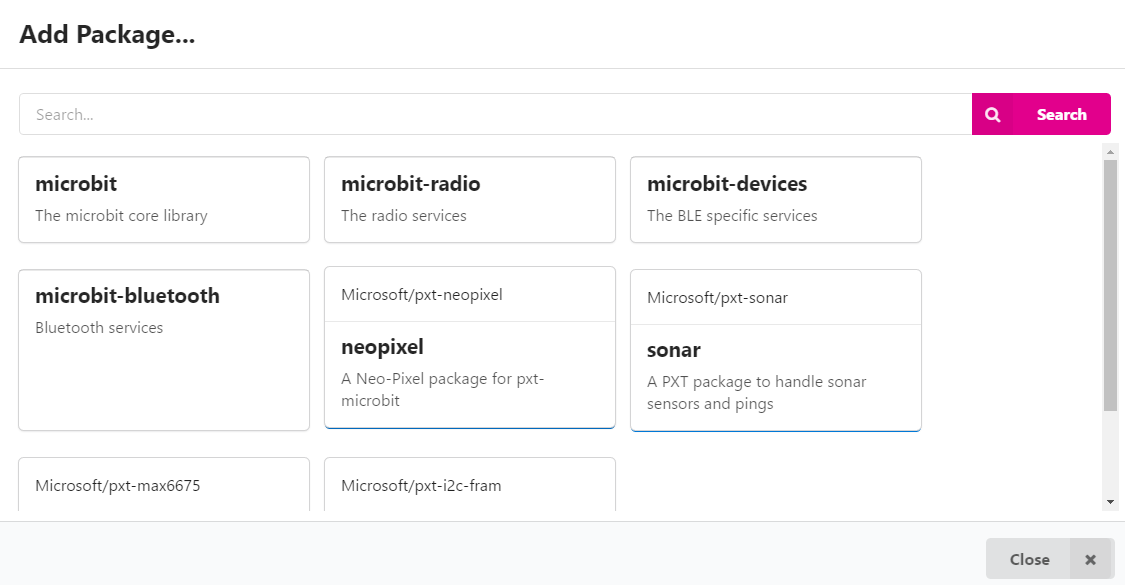 Add Package...
Search...
Search
microbit
The microbit core library
microbit-radio
The radio services
microbit-devices
The BLE specific services
microbit-bluetooth
Bluetooth services
Microsoft/pxt-neopixel
neopixel
A Neo-Pixel package for pxt-
microbit
Microsoft/pxt-sonar
sonar
A PXT package to handle sonar
sensors and pings
Microsoft/pxt-max6675
Microsoft/pxt-i2c-fram
Close